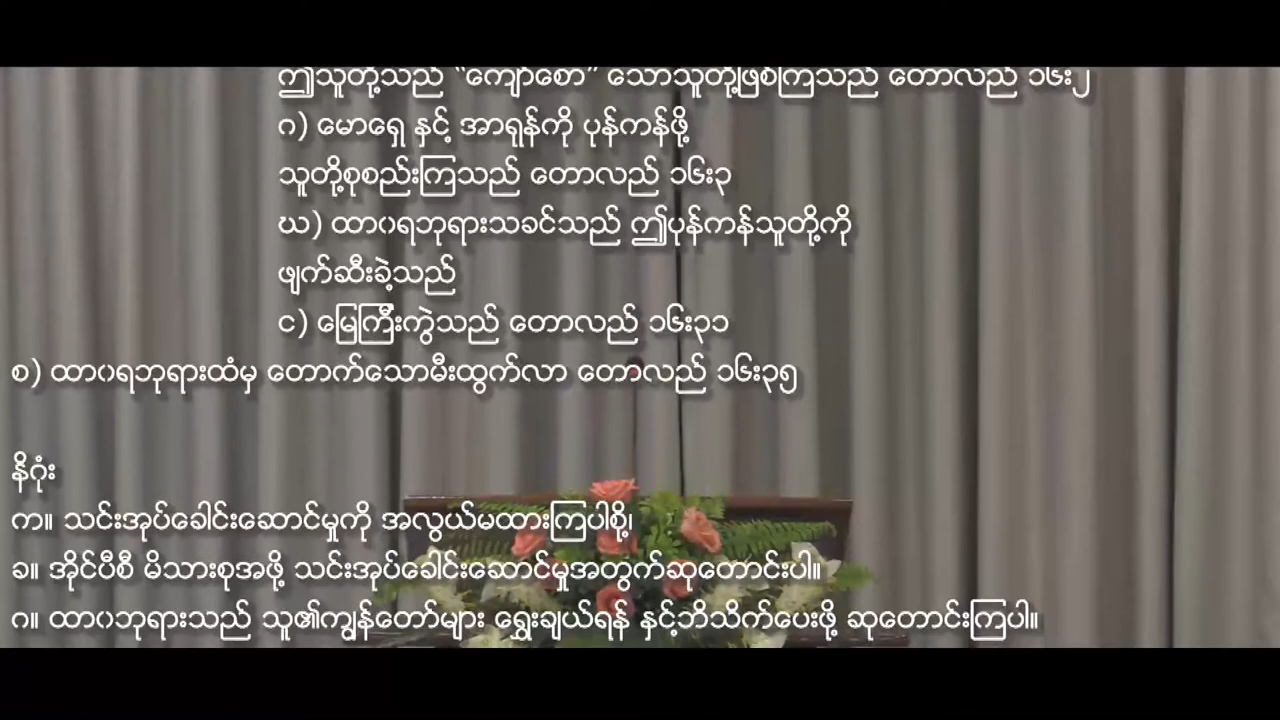 ဤသူတို့သည် “ကျော်စော” သောသူတို့ဖြစ်ကြသည် တောလည် ၁၆း၂
ဂ) မောရှေ နှင့် အာရုန်ကို ပုန်ကန်ဖို့
သူတို့စုစည်းကြသည် တောလည် ၁၆း၃
ဃ) ထာဝရဘုရားသခင်သည် ဤပုန်ကန်သူတို့ကို
ဖျက်ဆီးခဲ့သည်
င) မြေကြီးကွဲသည် တောလည် ၁၆း၃၁
စ) ထာဝရဘုရားထံမှ တောက်သောမီးထွက်လာ တောလည် ၁၆း၃၅
နိဂုံး
က။ သင်းအုပ်ခေါင်းဆောင်မှုကို အလွယ်မထားကြပါစို့၊
ခ။ အိုင်ပီစီ မိသားစုအဖို့ သင်းအုပ်ခေါင်းဆောင်မှုအတွက်ဆုတောင်းပါ။
ဂ။ ထာဝဘုရားသည် သူ၏ကျွန်တော်များ ရွှေးချယ်ရန် နှင့်ဘိသိက်ပေးဖို့ ဆုတောင်းကြပါ။